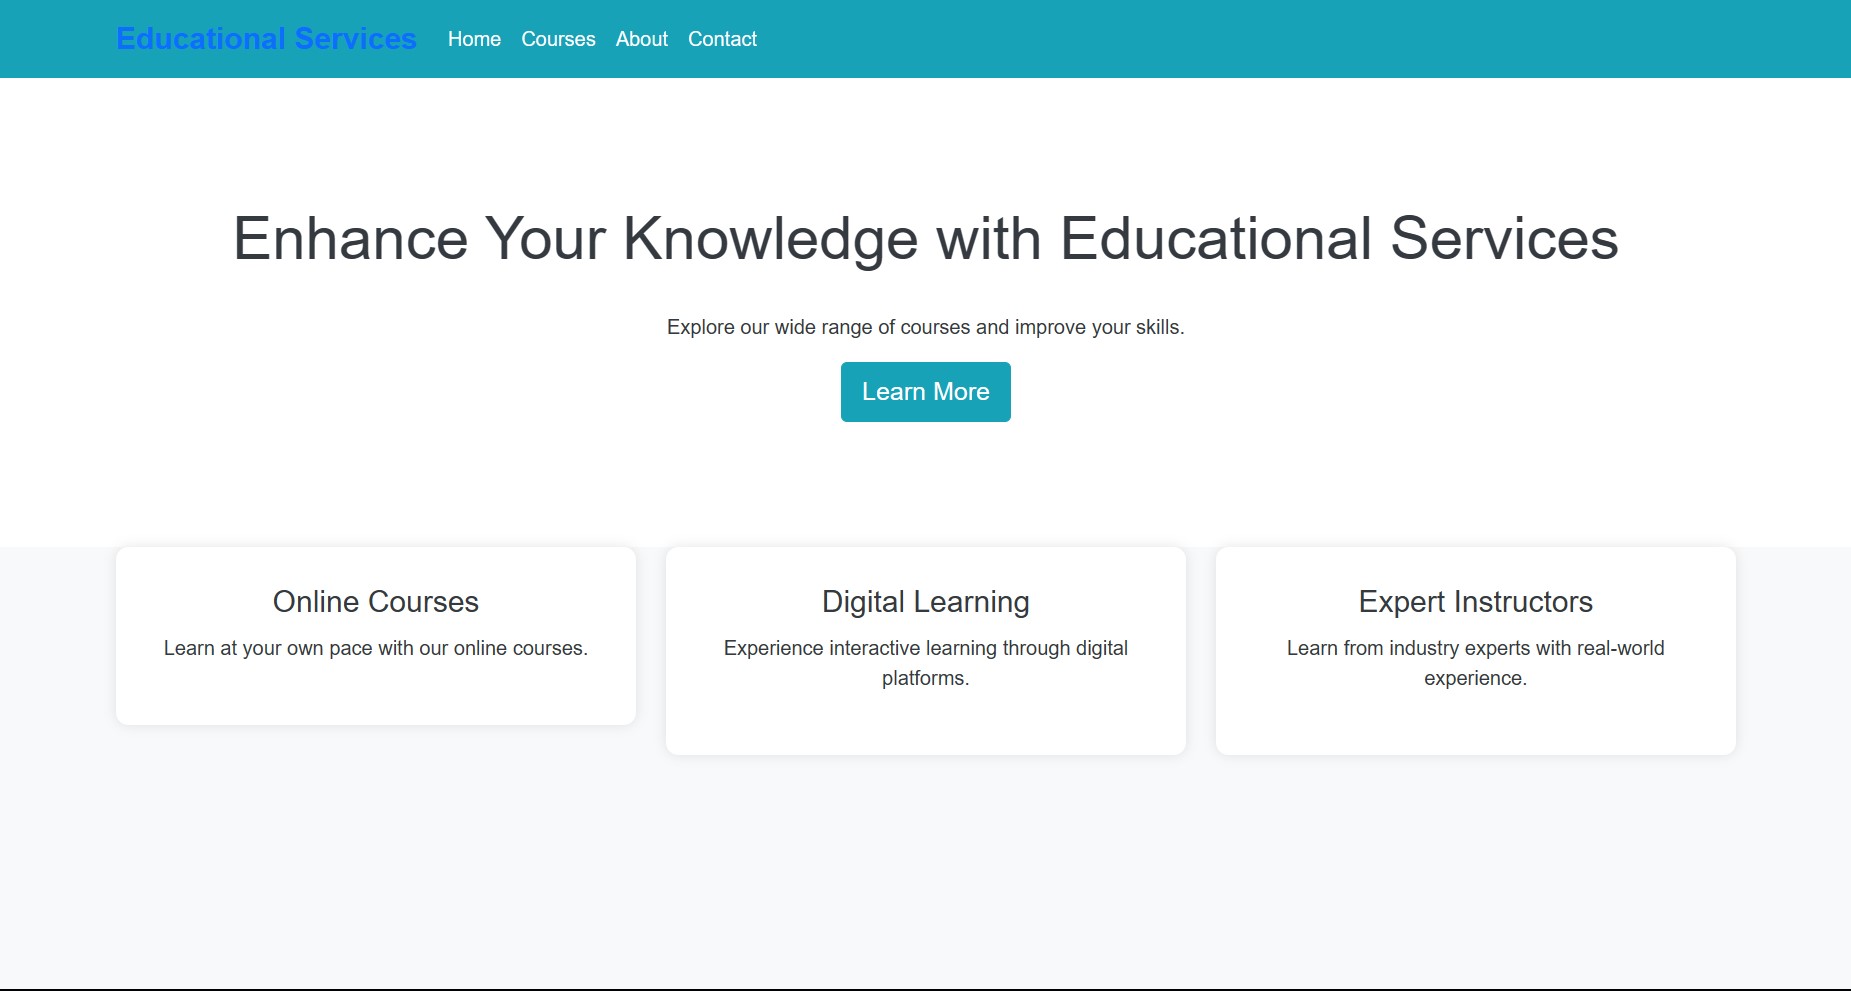 Educational Services Home Courses About Contact
Enhance Your Knowledge with Educational Services
Explore our wide range of courses and improve your skills.
Learn More
Online Courses
Learn at your own pace with our online courses.
Digital Learning
Experience interactive learning through digital
platforms.
Expert Instructors
Learn from industry experts with real-world
experience.